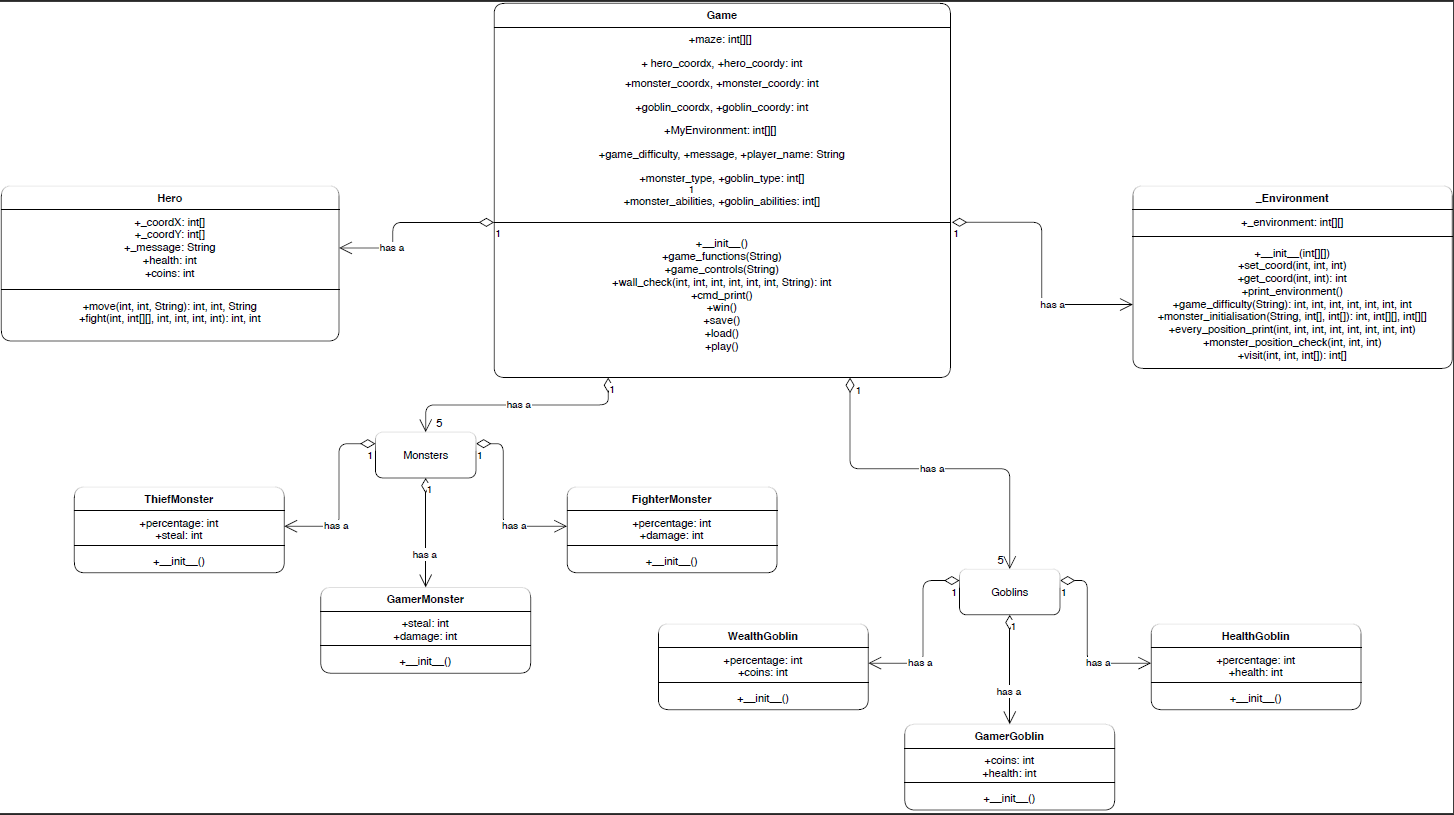 Game
+maze: int[][]
+ hero_coordx, +hero_coordy: int
+monster_coordx, +monster_coordy: int
+goblin_coordx, +goblin_coordy: int
+MyEnvironment: int[][]
+game_difficulty, +message, +player_name: String
+monster_type, +goblin_type: int[]
1
+monster_abilities, +goblin_abilities: int[]
1
1
+__init__()
+game_functions(String)
+game_controls(String)
+wall_check(int, int, int, int, int, int, String): int
+cmd_print()
+win()
+save()
+load()
+play()
Hero
+_coordX: int[]
+_coordY: int[]
+_message: String
+health: int
+coins: int
+move(int, int, String): int, int, String
+fight(int, int[][], int, int, int, int): int, int
has a
_Environment
+_environment: int[][]
+__init__(int[][])
+set_coord(int, int, int)
+get_coord(int, int): int
+print_environment()
+game_difficulty(String): int, int, int, int, int, int, int
+monster_initialisation(String, int[], int[]): int, int[][], int[][]
+every_position_print(int, int, int, int, int, int, int, int)
+monster_position_check(int, int, int)
+visit(int, int, int[]): int[]
has a
1
has a
5
1
has a
5
Monsters
1
1
1
ThiefMonster
+percentage: int
+steal: int
+__init__()
has a
has a
has a
FighterMonster
+percentage: int
+damage: int
+__init__()
GamerMonster
+steal: int
+damage: int
+__init__()
Goblins
1
1
1
WealthGoblin
+percentage: int
+coins: int
+__init__()
has a
has a
has a
HealthGoblin
+percentage: int
+health: int
+__init__()
GamerGoblin
+coins: int
+health: int
+__init__()